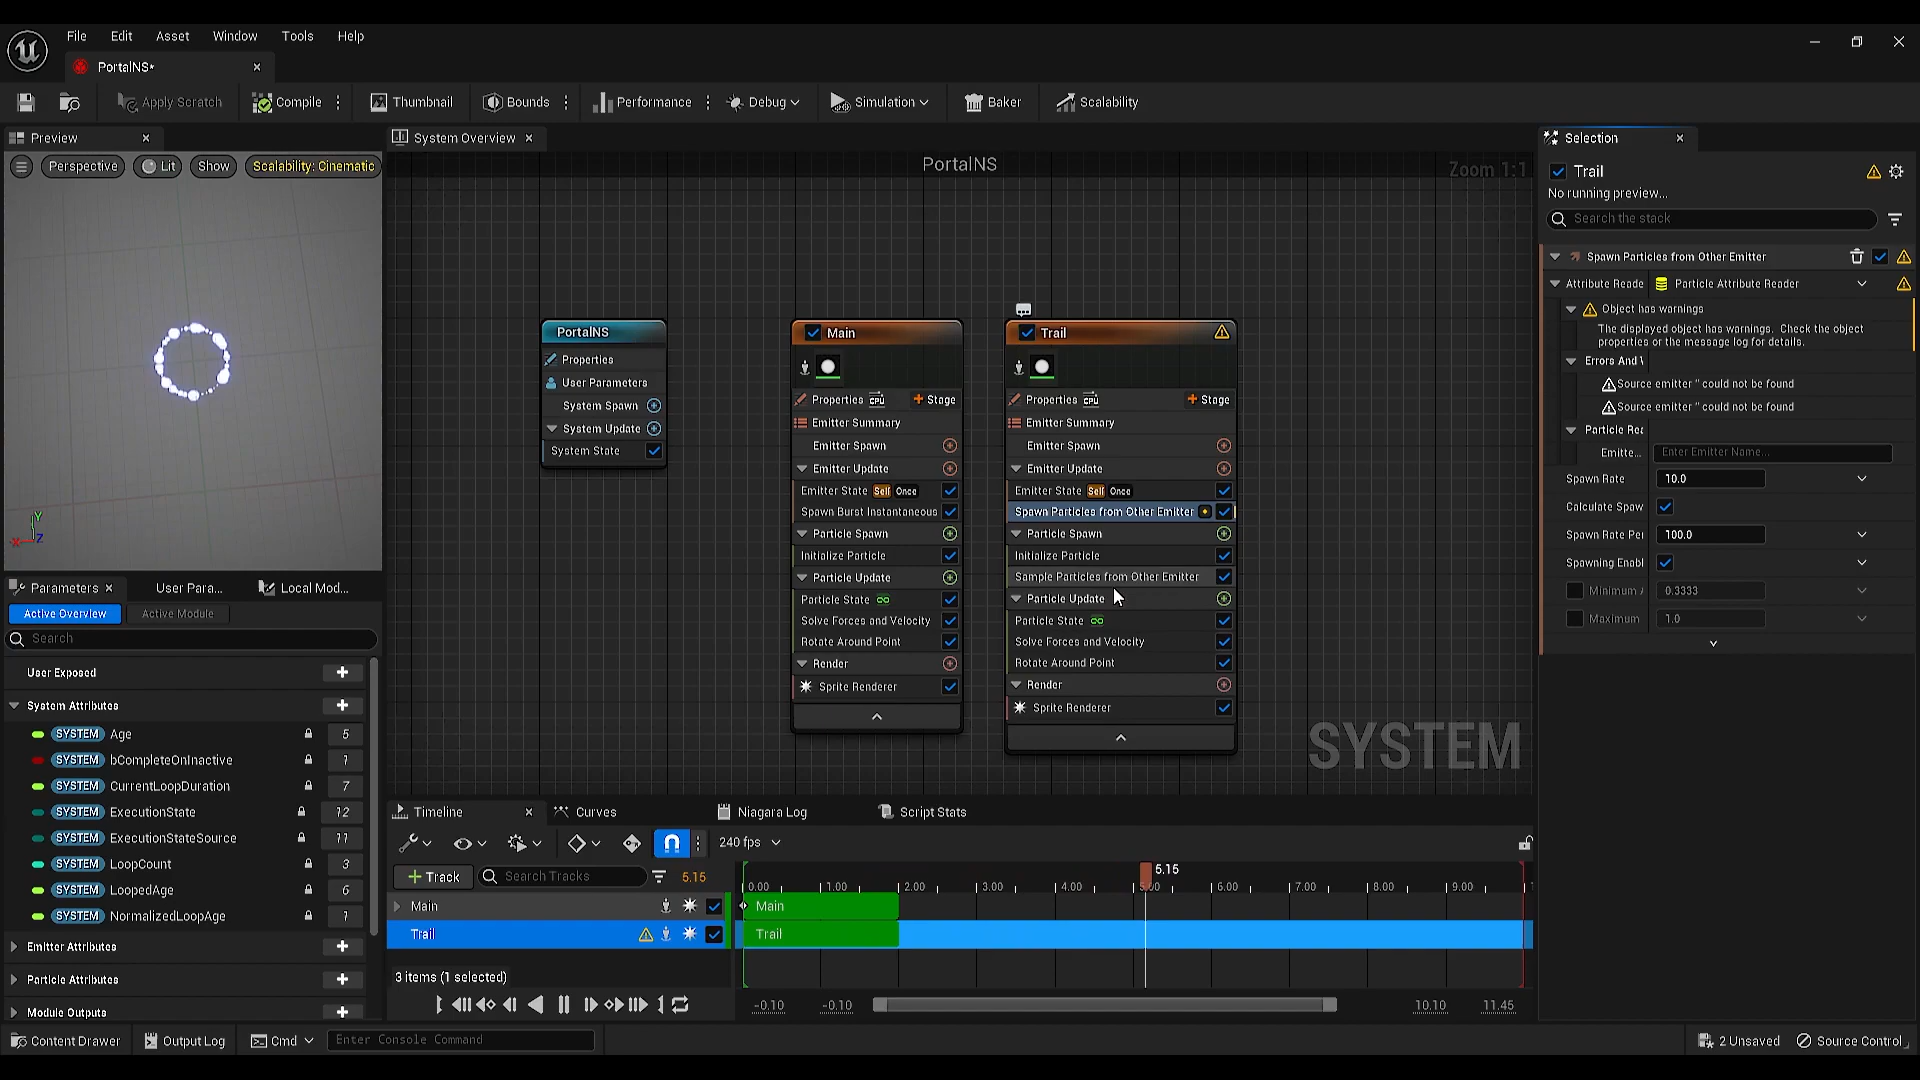 File Edit Asset Window Tools Help
PortalNS*
Apply Scratch Compile Thumbnail Bounds Performance Debug Simulation Baker Scalability
Preview
Perspective Lit Show Scalability: Cinematic
X Y Z
Parameters User Para... Local Mod...
Active Overview Active Module
Search
User Exposed
System Attributes
SYSTEM Age 5
SYSTEM bCompleteOnInactive 1
SYSTEM CurrentLoopDuration 7
SYSTEM ExecutionState 12
SYSTEM ExecutionStateSource 11
SYSTEM LoopCount 3
SYSTEM LoopedAge 6
SYSTEM NormalizedLoopAge 1
Emitter Attributes
Particle Attributes
Module Outputs
System Overview
PortalNS
Zoom 1:1
PortalNS
Properties
User Parameters
System Spawn
System Update
System State
Main
Properties CPU Stage
Emitter Summary
Emitter Spawn
Emitter Update
Emitter State Self Once
Spawn Burst Instantaneous
Particle Spawn
Initialize Particle
Particle Update
Particle State
Solve Forces and Velocity
Rotate Around Point
Render
Sprite Renderer
Trail
Properties CPU Stage
Emitter Summary
Emitter Spawn
Emitter Update
Emitter State Self Once
Spawn Particles from Other Emitter
Particle Spawn
Initialize Particle
Sample Particles from Other Emitter
Particle Update
Particle State
Solve Forces and Velocity
Rotate Around Point
Render
Sprite Renderer
SYSTEM
Timeline Curves Niagara Log Script Stats
240 fps
Track Search Tracks 5.15
5.15
0.00 1.00 2.00 3.00 4.00 5.00 6.00 7.00 8.00 9.00
Main Main
Trail Trail
3 items (1 selected)
-0.10 -0.10 10.10 11.45
Selection
Trail
No running preview...
Search the stack
Spawn Particles from Other Emitter
Attribute Reade Particle Attribute Reader
Object has warnings
The displayed object has warnings. Check the object
properties or the message log for details.
Errors And
Source emitter '' could not be found
Source emitter '' could not be found
Particle Rea
Emitte... Enter Emitter Name...
Spawn Rate 10.0
Calculate Spaw
Spawn Rate Pe 100.0
Spawning Enabl
Minimum 0.3333
Maximum 1.0
Content Drawer Output Log Cmd Enter Console Command 2 Unsaved Source Control